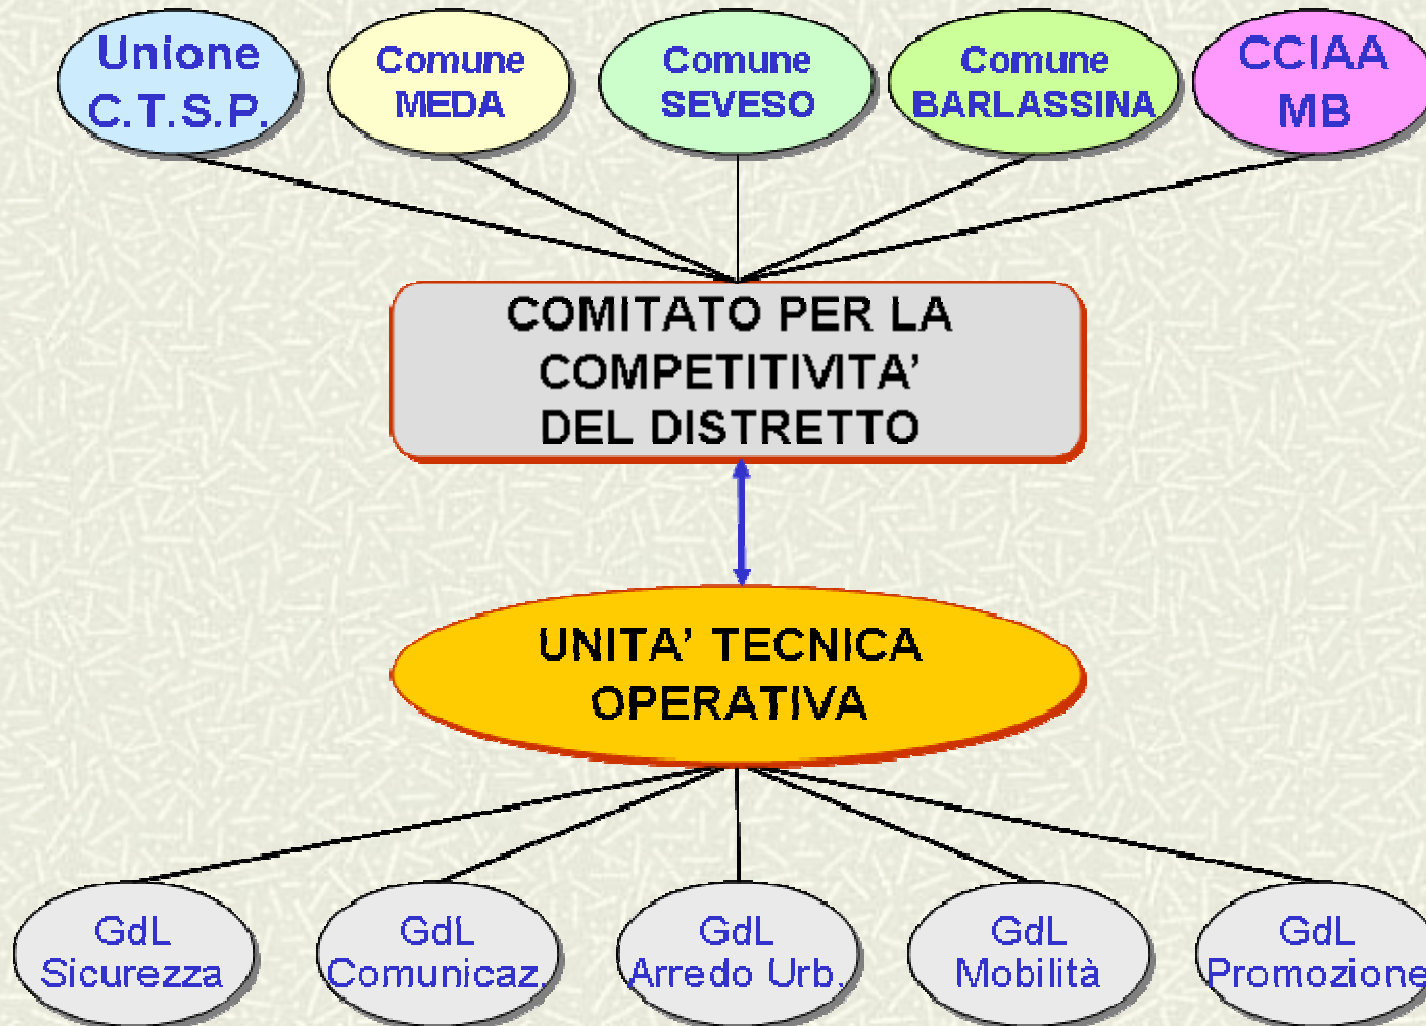 Unione
C.T.S.P.
Comune
MEDA
Comune
SEVESO
Comune
BARLASSINA
CCIAA
MB
COMITATO PER LA
COMPETITIVITA’
DEL DISTRETTO
UNITA’ TECNICA
OPERATIVA
GdL
Sicurezza
GdL
Comunicaz.
GdL
Arredo Urb.
GdL
Mobilità
GdL
Promozione